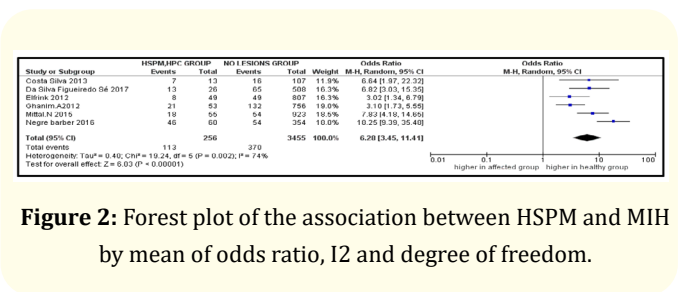 HSPM,HPC GROUP NO LESIONS GROUP Odds Ratio Odds Ratio
Study or Subgroup Events Total Events Total Weight M-H, Random, 95% CI M-H, Random, 95% CI
Costa Silva 2013 7 13 16 107 11.9% 6.64 [1.97, 22.32]
Da Silva Figueiredo Sé 2017 13 26 65 508 16.3% 6.82 [3.03, 15.35]
Elfrink 2012 8 49 49 807 16.3% 3.02 [1.34, 6.79]
Ghanim.A2012 21 53 132 756 19.0% 3.10 [1.73, 5.55]
Mittal.N 2015 18 55 54 923 18.5% 7.83 [4.18, 14.65]
Negre barber 2016 46 60 54 354 18.0% [9.39, 35.40]
Total (95% CI) 256 3455 100.0% 6.28 [3.45, 11.41]
Total events 113 370
Heterogeneity: Tau² = 0.40; Chi² = 19.24, df = 5 (P = 0.002); I² = 74%
Test for overall effect: Z = 6.03 (P < 0.00001)
0.01 0.1 1 10 100
higher in affected group higher in healthy group
Figure 2: Forest plot of the association between HSPM and MIH
by mean of odds ratio, I2 and degree of freedom.